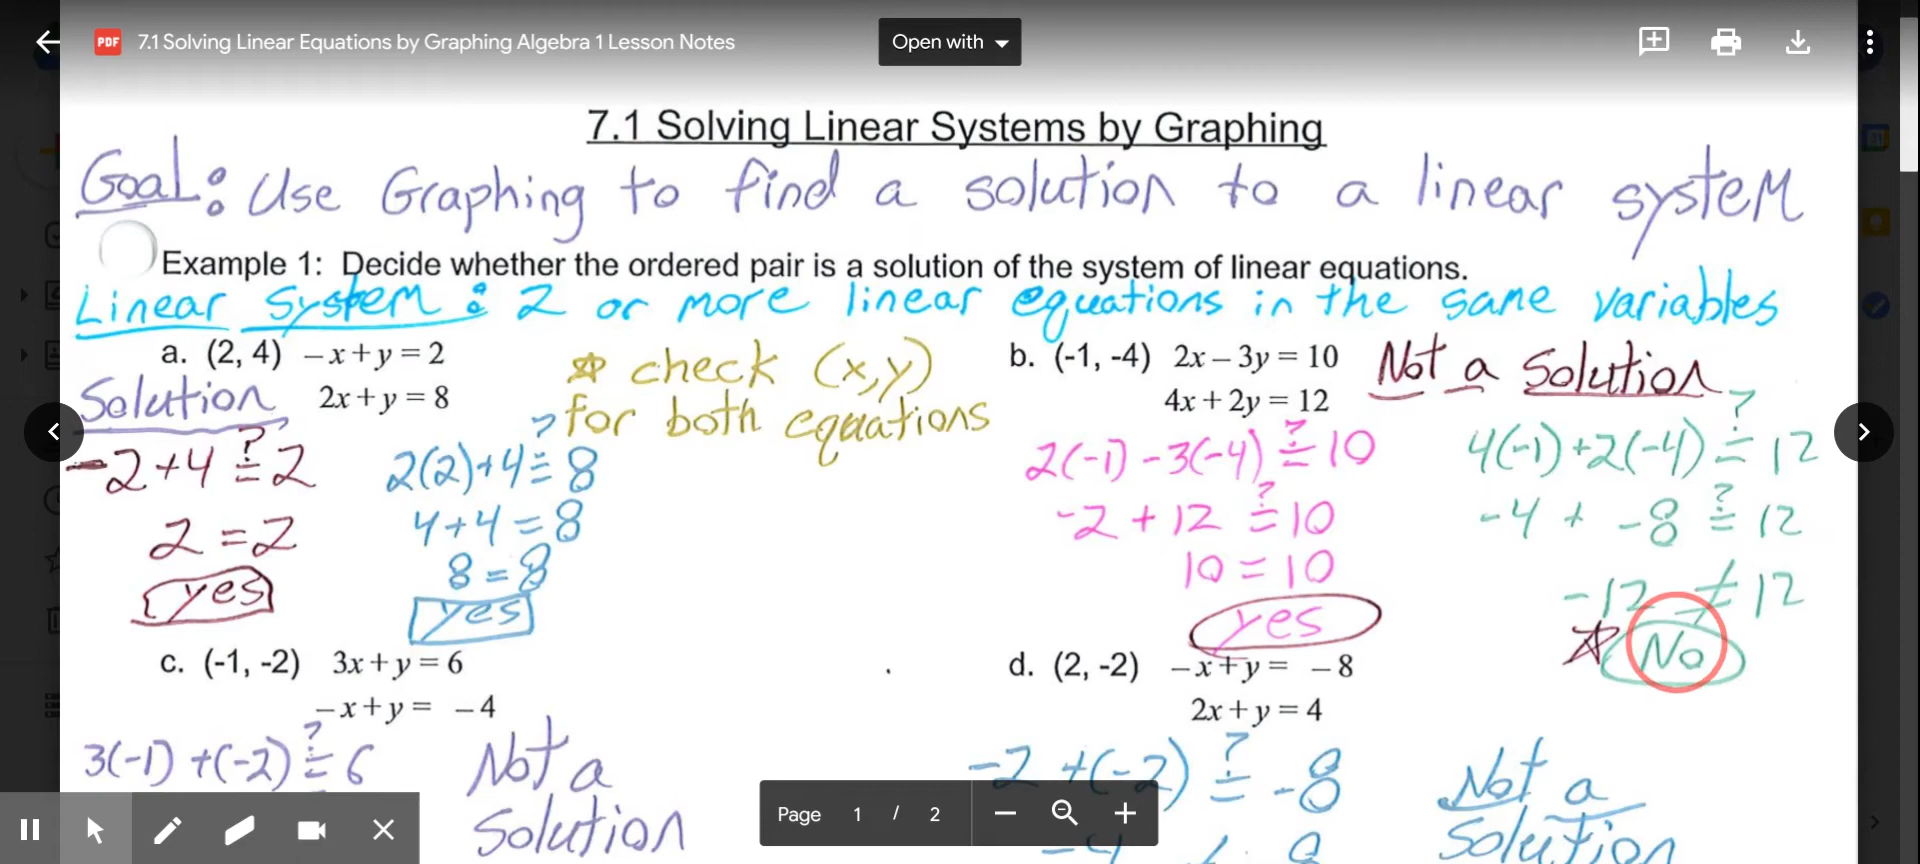 PDF 7.1 Solving Linear Equations by Graphing Algebra 1 Lesson Notes
Open with
7.1 Solving Linear Systems by Graphing
Goal: Use Graphing to find a solution to a linear system
Example 1: Decide whether the ordered pair is a solution of the system of linear equations.
Linear System: 2 or more linear equations in the same variables
a. (2, 4) −x + y = 2
2x + y = 8
Solution
* check (x,y)
for both equations
-2+4 ≟ 2
2 = 2
yes
2(2)+4 ≟ 8
4+4 = 8
8 = 8
yes
b. (-1, -4) 2x − 3y = 10
4x + 2y = 12
Not a Solution
2(-1) - 3(-4) ≟ 10
-2 + 12 ≟ 10
10 = 10
yes
4(-1) + 2(-4) ≟ 12
-4 + -8 ≟ 12
-12 ≠ 12
* No
c. (-1, -2) 3x + y = 6
−x + y = −4
3(-1) + (-2) ≟ 6
Not a
Solution
d. (2, -2) −x + y = −8
2x + y = 4
-2 + (-2) ≟ -8
Not a
Solution
Page 1 / 2